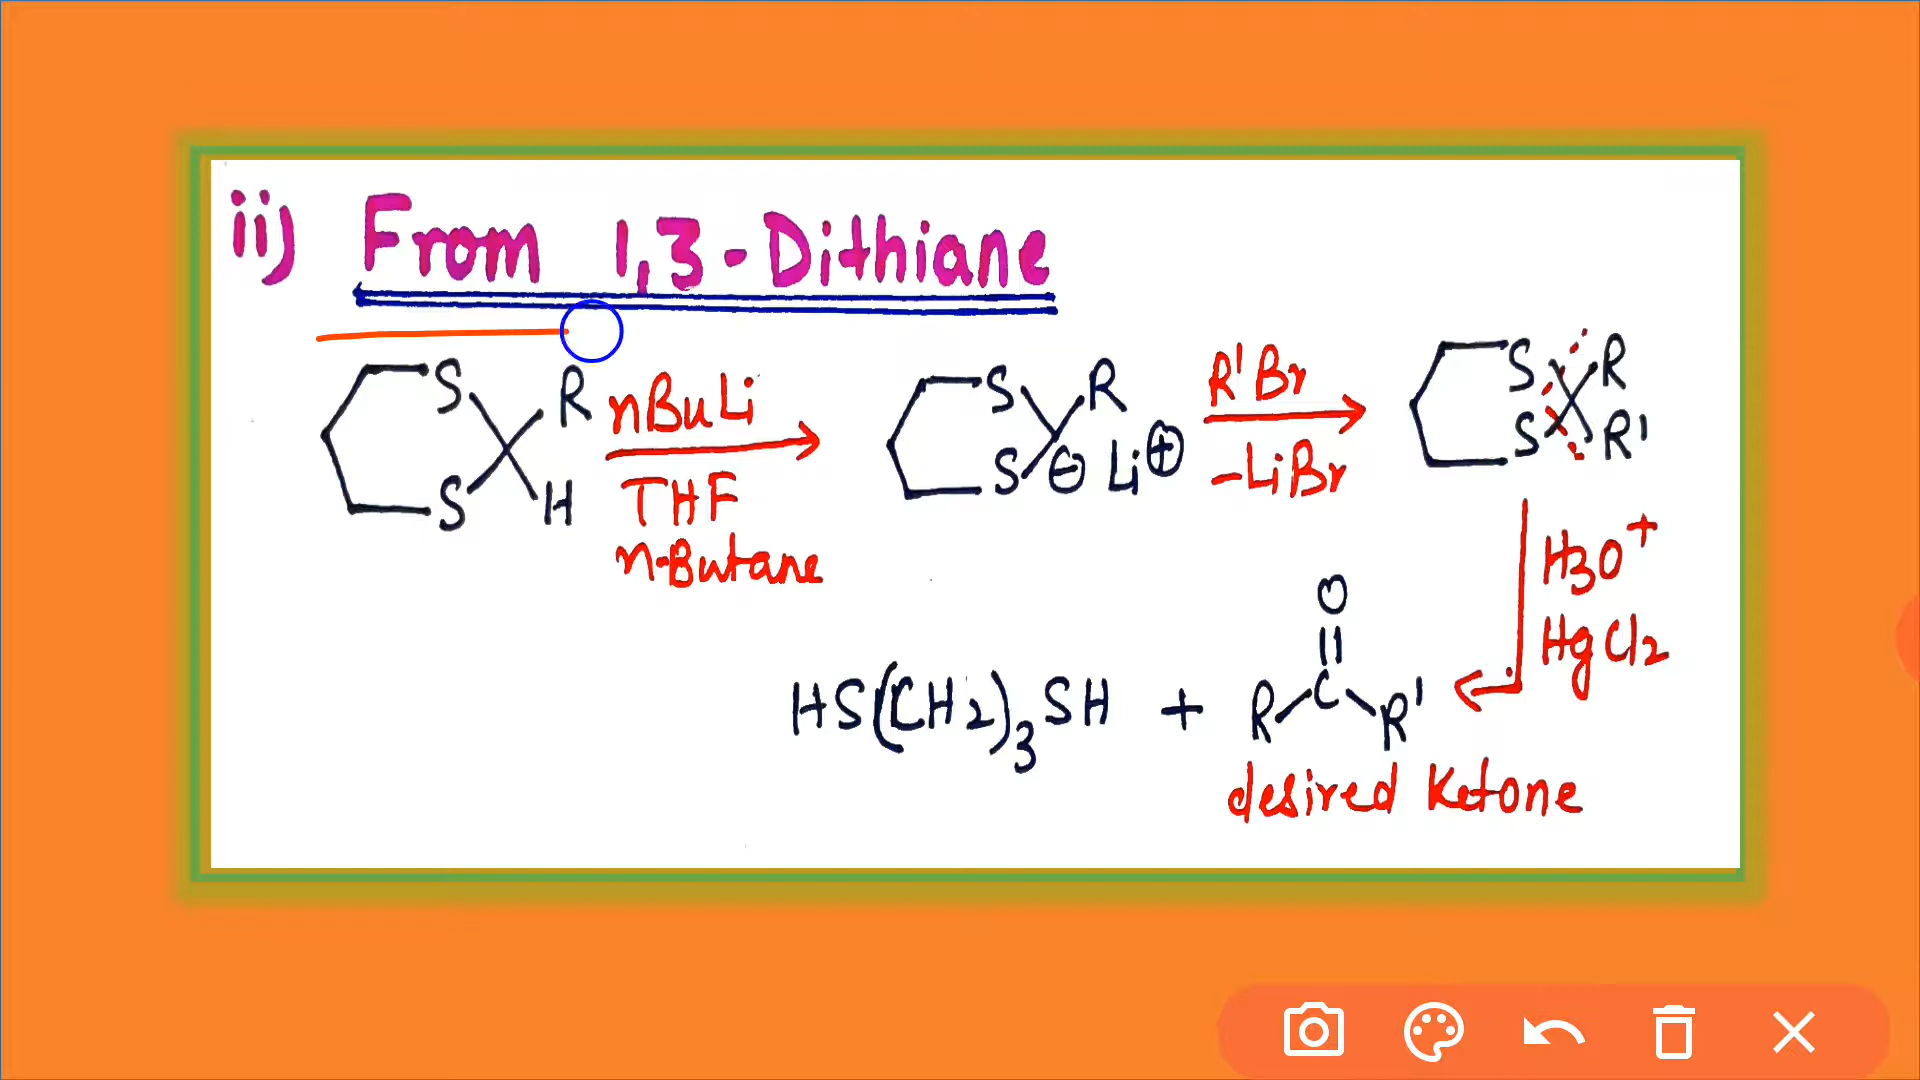 ii) From 1,3-Dithiane
S R
S H
nBuLi
THF
n-Butane
S R
S ⊖ Li⊕
R'Br
-LiBr
S R
S R'
H3O+
HgCl2
O
HS(CH2)3SH + R C R'
desired Ketone